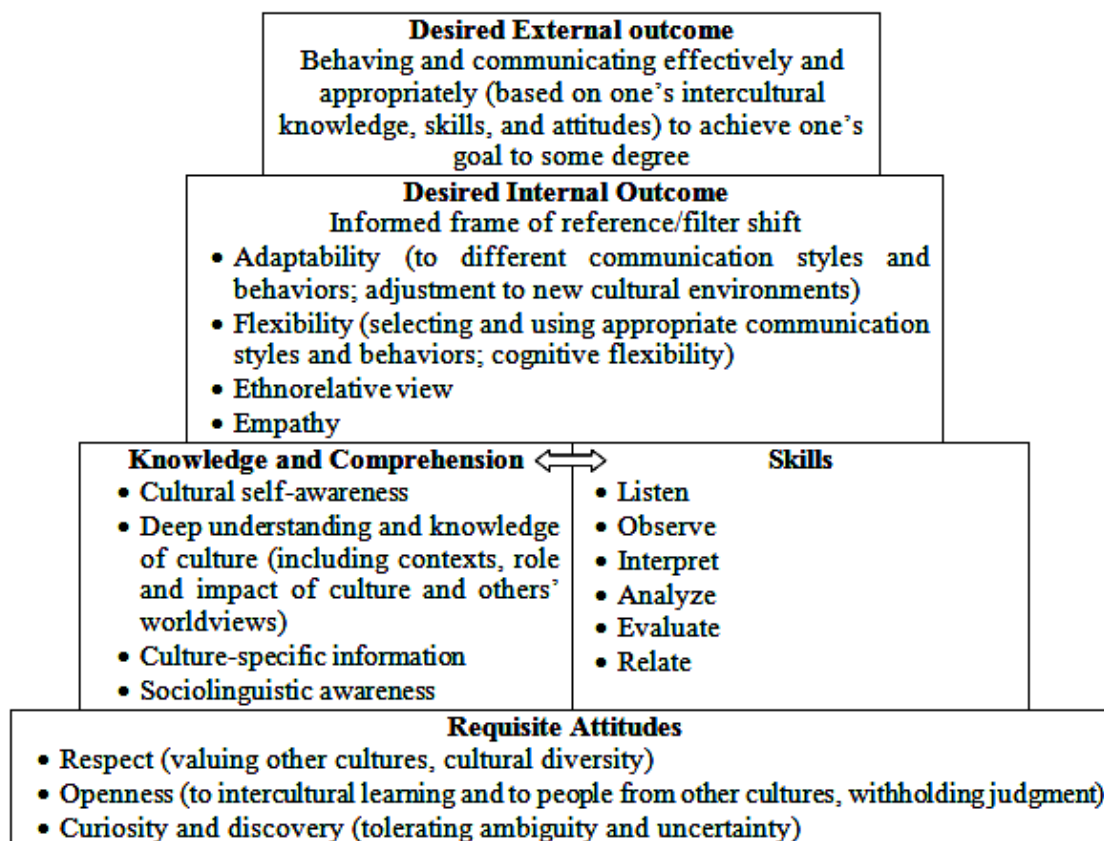 Desired External outcome
Behaving and communicating effectively and
appropriately (based on one’s intercultural
knowledge, skills, and attitudes) to achieve one’s
goal to some degree
Desired Internal Outcome
Informed frame of reference/filter shift
• Adaptability (to different communication styles and
behaviors; adjustment to new cultural environments)
• Flexibility (selecting and using appropriate communication
styles and behaviors; cognitive flexibility)
• Ethnorelative view
• Empathy
Knowledge and Comprehension
• Cultural self-awareness
• Deep understanding and knowledge
of culture (including contexts, role
and impact of culture and others’
worldviews)
• Culture-specific information
• Sociolinguistic awareness
Skills
• Listen
• Observe
• Interpret
• Analyze
• Evaluate
• Relate
Requisite Attitudes
• Respect (valuing other cultures, cultural diversity)
• Openness (to intercultural learning and to people from other cultures, withholding judgment)
• Curiosity and discovery (tolerating ambiguity and uncertainty)